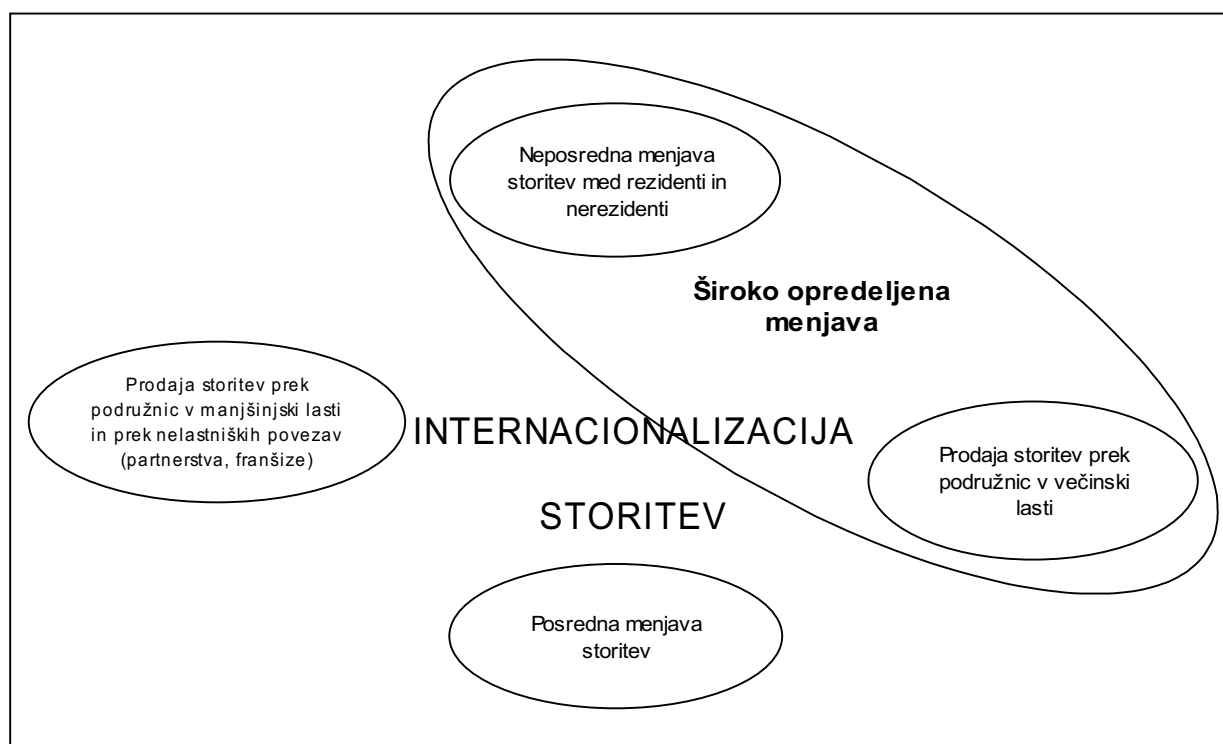 Neposredna menjava
storitev med rezidenti in
nerezidenti
Široko opredeljena
menjava
Prodaja storitev prek
podružnic v manjšinjski lasti
in prek nelastniških povezav
(partnerstva, franšize)
INTERNACIONALIZACIJA
STORITEV
Prodaja storitev prek
podružnic v večinski
lasti
Posredna menjava
storitev